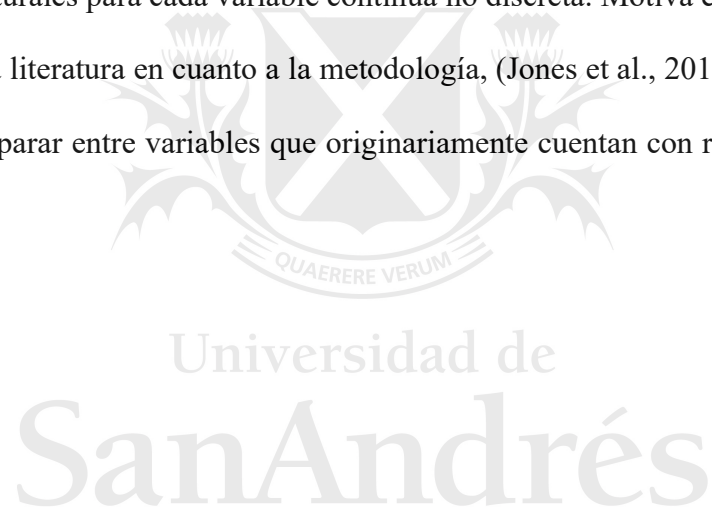 urales para cada variable continua no discreta. Motiva
literatura en cuanto a la metodología, (Jones et al., 201
parar entre variables que originariamente cuentan con
QUAERERE VERUM
Universidad de
SanAndrés